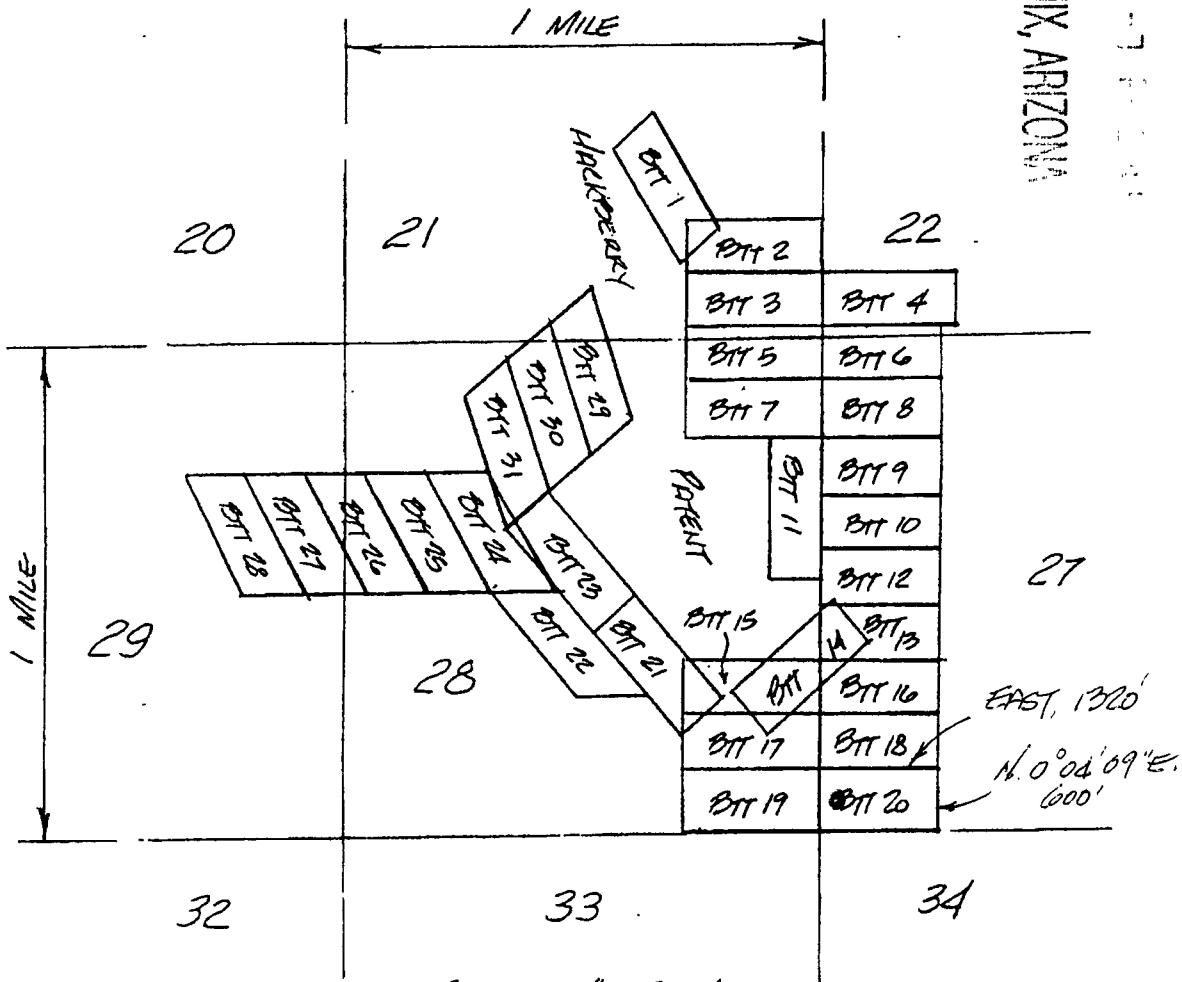 1 MILE
IX, ARIZONA
HACKBERRY
BTT 1
20
21
22
BTT 2
BTT 3
BTT 4
BTT 5
BTT 6
BTT 7
BTT 8
BTT 29
BTT 30
BTT 31
PATENT
BTT 11
BTT 9
BTT 10
BTT 12
BTT 13
1 MILE
BTT 28
BTT 27
BTT 26
BTT 25
BTT 24
BTT 23
BTT 22
BTT 21
29
28
27
BTT 15
BTT 14
BTT 16
EAST, 1320'
BTT 17
BTT 18
N. 0°04'09"E.
600'
BTT 19
BTT 20
32
33
34